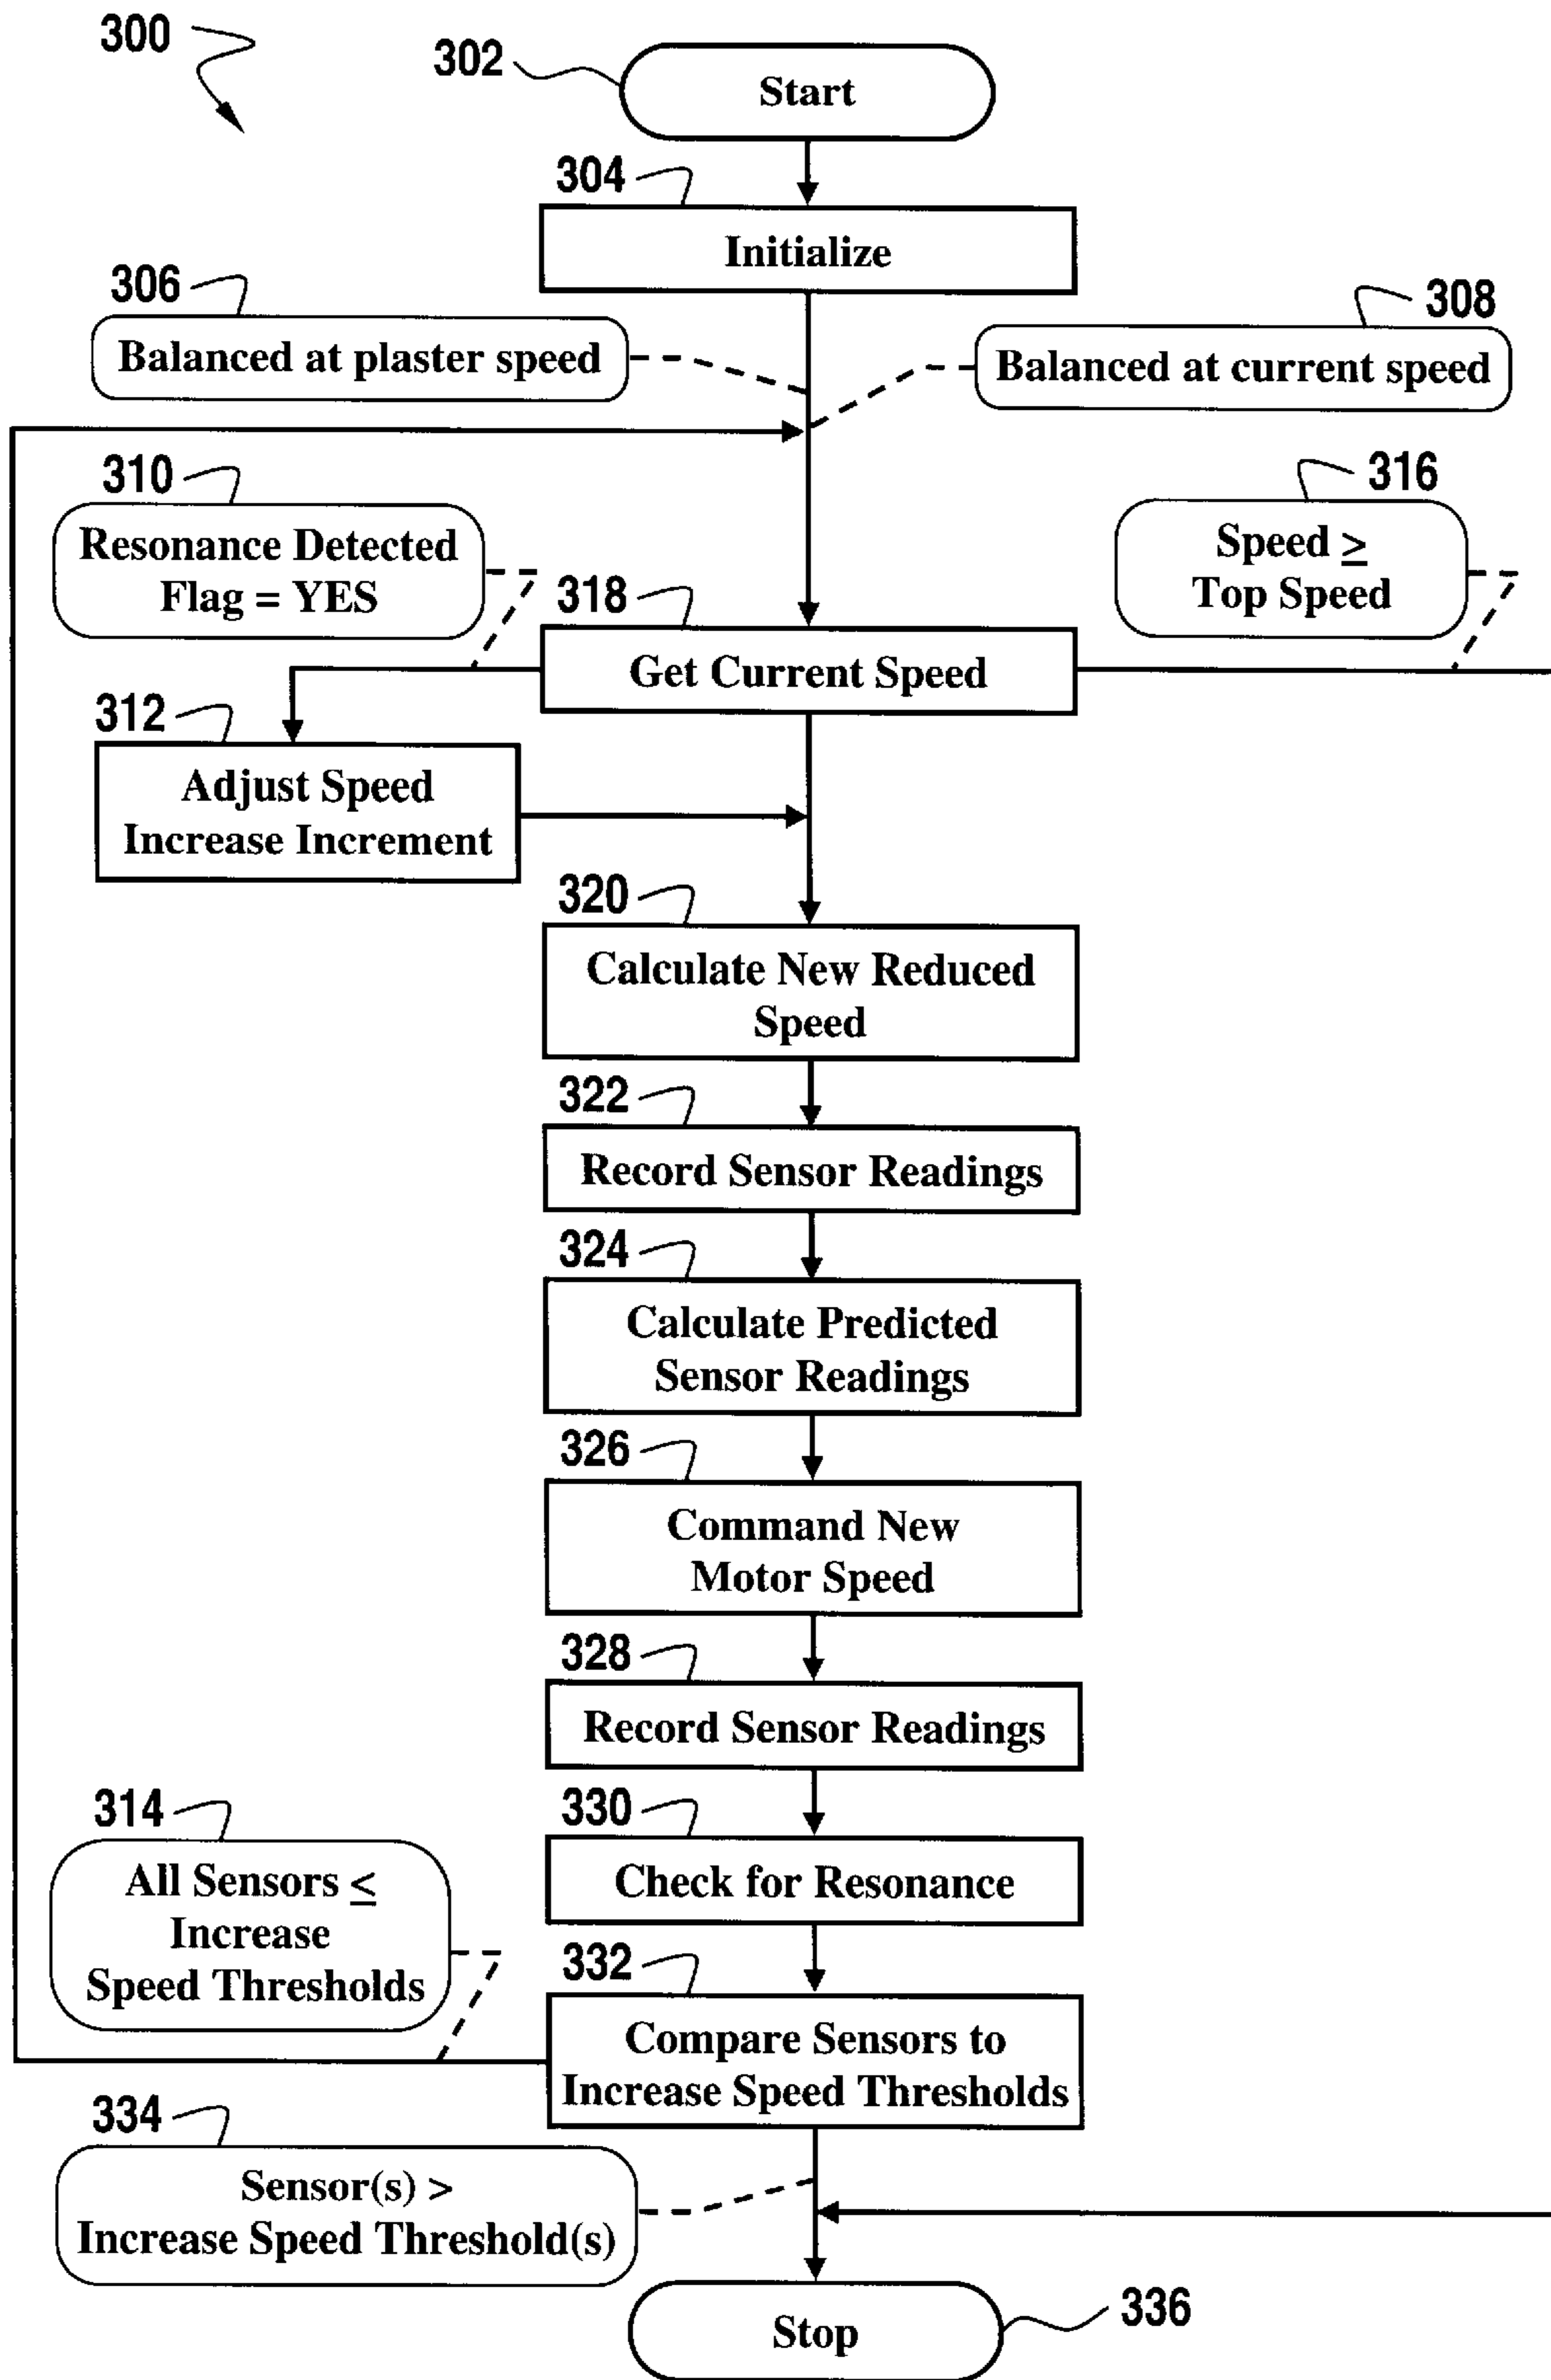 300
302
Start
304
Initialize
306
308
Balanced at plaster speed
Balanced at current speed
310
316
Resonance Detected
Flag = YES
Speed ≥
Top Speed
318
Get Current Speed
312
Adjust Speed
Increase Increment
320
Calculate New Reduced
Speed
322
Record Sensor Readings
324
Calculate Predicted
Sensor Readings
326
Command New
Motor Speed
328
Record Sensor Readings
330
Check for Resonance
314
All Sensors ≤
Increase
Speed Thresholds
332
Compare Sensors to
Increase Speed Thresholds
334
Sensor(s) >
Increase Speed Threshold(s)
Stop
336